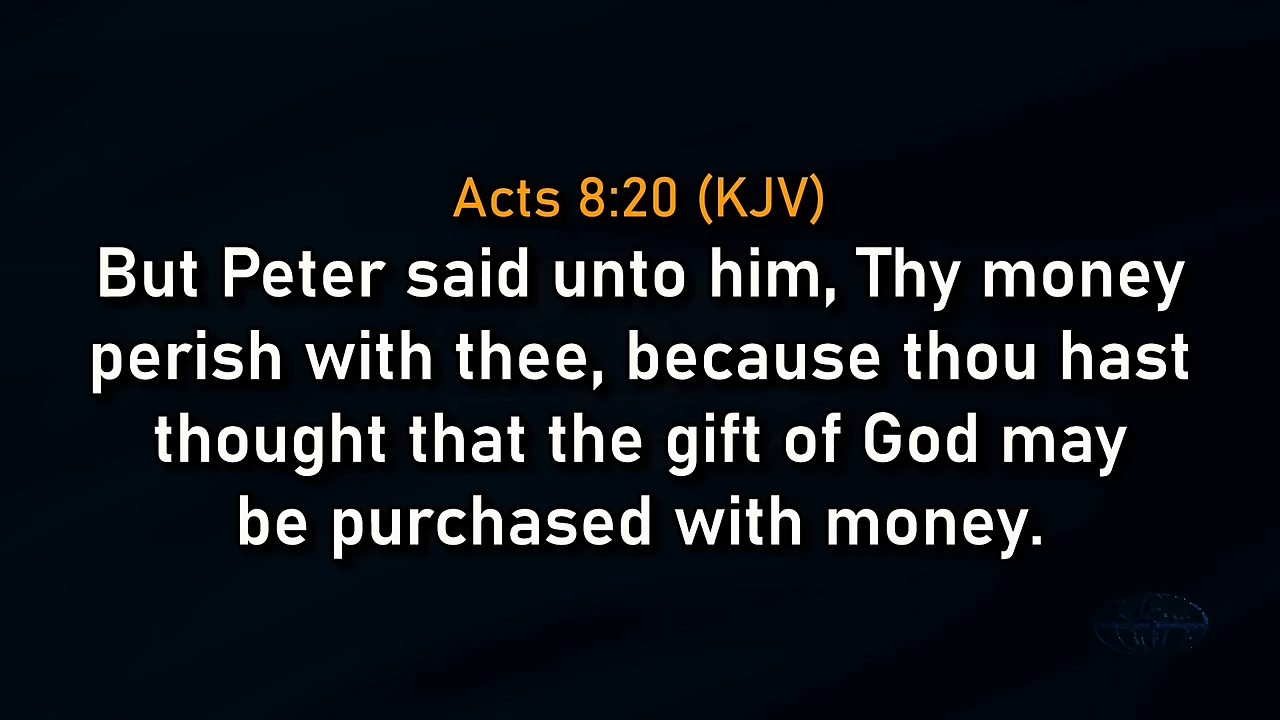 Acts 8:20 (KJV)
But Peter said unto him, Thy money
perish with thee, because thou hast
thought that the gift of God may
be purchased with money.